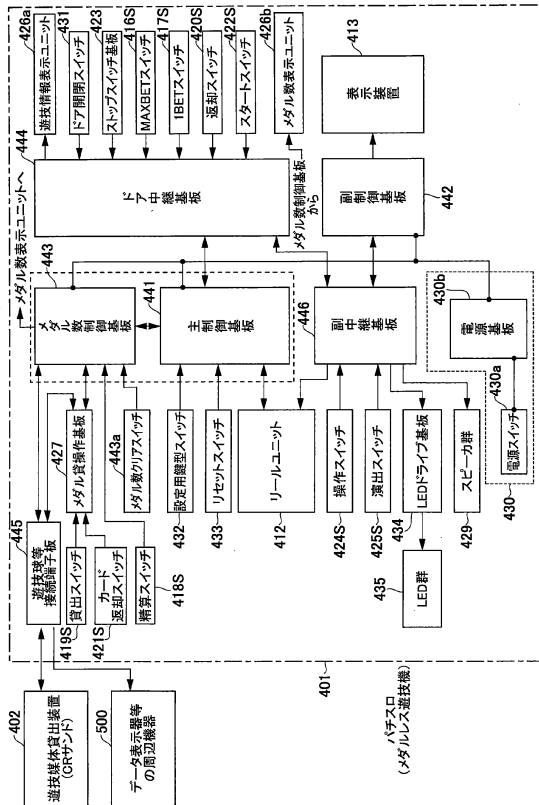 426a
遊技情報表示ユニット
431
ドア開閉スイッチ
423
ストップスイッチ基板
416S
MAXBETスイッチ
417S
1BETスイッチ
420S
返却スイッチ
422S
スタートスイッチ
426b
メダル数表示ユニット
413
表示装置
444
ドア中継基板
メダル数制御基板
から
副制御基板
442
メダル数表示ユニットへ
443
メダル数制御基板
441
主制御基板
446
副中継基板
430b
電源基板
430a
電源スイッチ
430
445
遊技球等
接続端子板
427
メダル貸操作基板
419S
貸出スイッチ
421S
カード
返却スイッチ
精算スイッチ
418S
メダル数クリアスイッチ
443a
設定用鍵型スイッチ
432
リセットスイッチ
433
リールユニット
412
操作スイッチ
424S
演出スイッチ
425S
LEDドライブ基板
434
スピーカ群
429
435
LED群
402
遊技媒体貸出装置
(CRサンド)
500
データ表示器等
の周辺機器
401
パチスロ
(メダルレス遊技機)